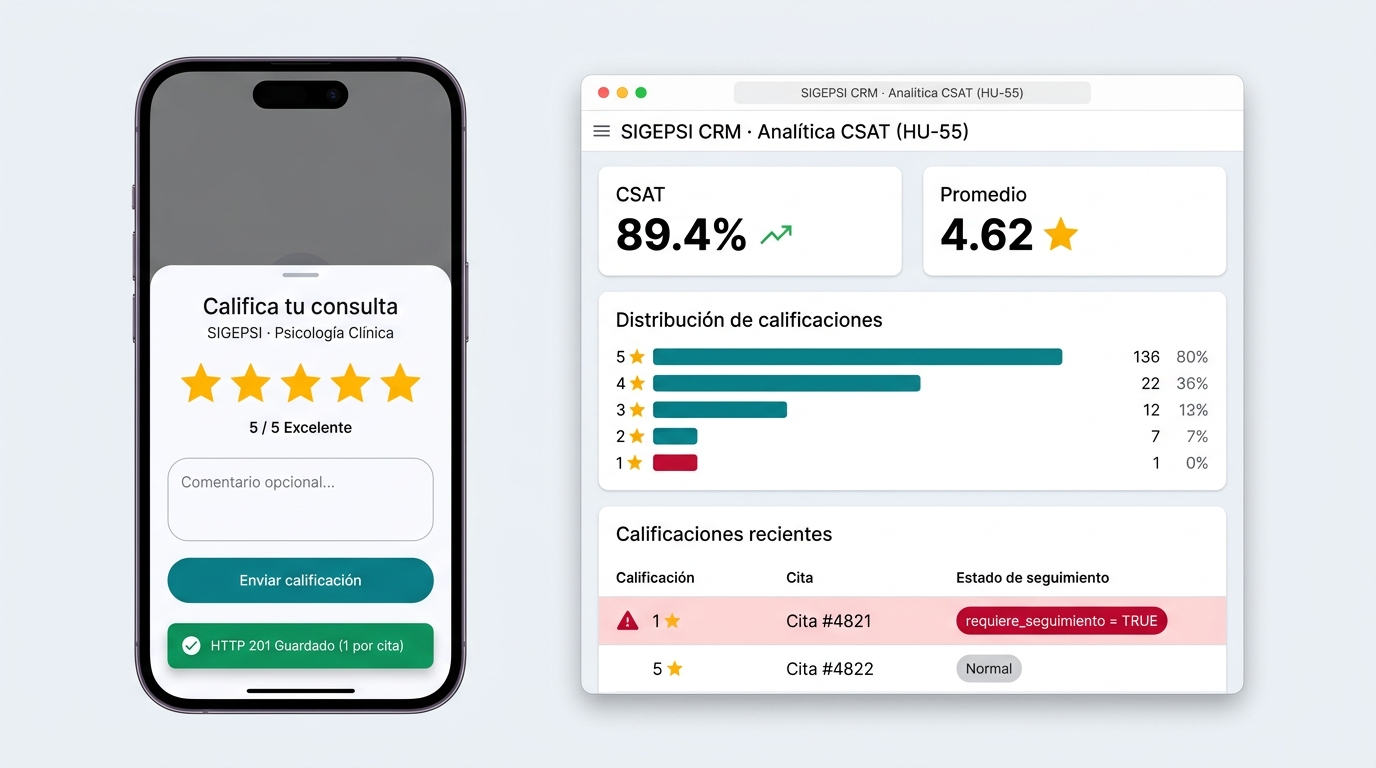 Califica tu consulta
SIGEPSI · Psicología Clínica
5 / 5 Excelente
Comentario opcional...
Enviar calificación
HTTP 201 Guardado (1 por cita)
SIGEPSI CRM · Analítica CSAT (HU-55)
SIGEPSI CRM · Analítica CSAT (HU-55)
CSAT
89.4%
Promedio
4.62
Distribución de calificaciones
5 136 80%
4 22 36%
3 12 13%
2 7 7%
1 1 0%
Calificaciones recientes
Calificación Cita Estado de seguimiento
1 Cita #4821 requiere_seguimiento = TRUE
5 Cita #4822 Normal